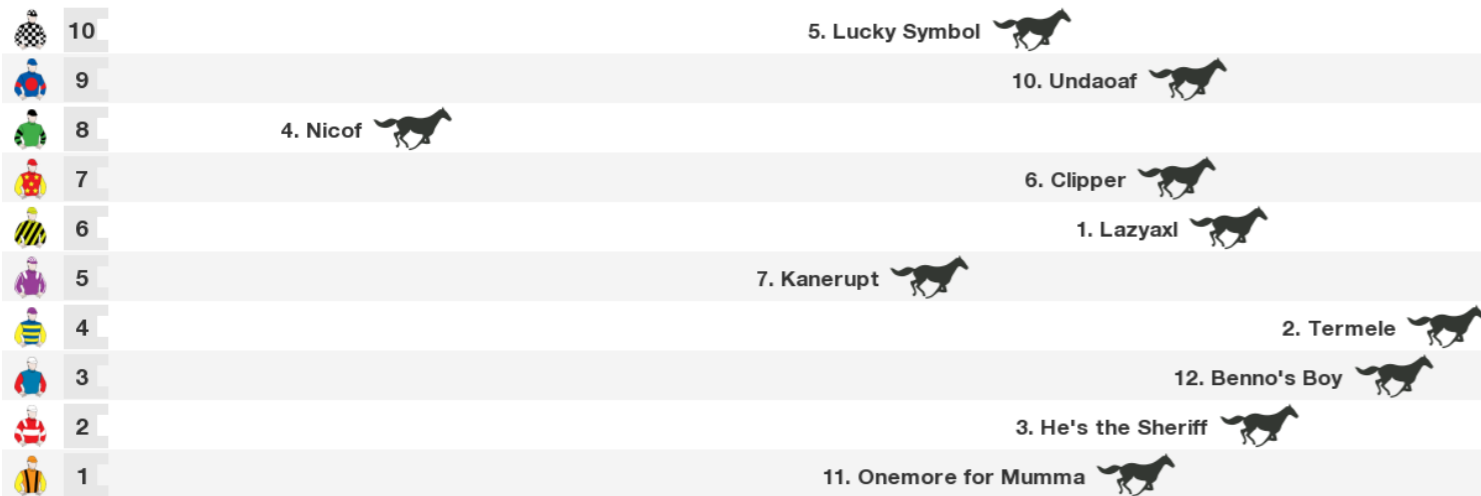 10 5. Lucky Symbol
9 10. Undaoaf
8 4. Nicof
7 6. Clipper
6 1. Lazyaxl
5 7. Kanerupt
4 2. Termele
3 12. Benno's Boy
2 3. He's the Sheriff
1 11. Onemore for Mumma